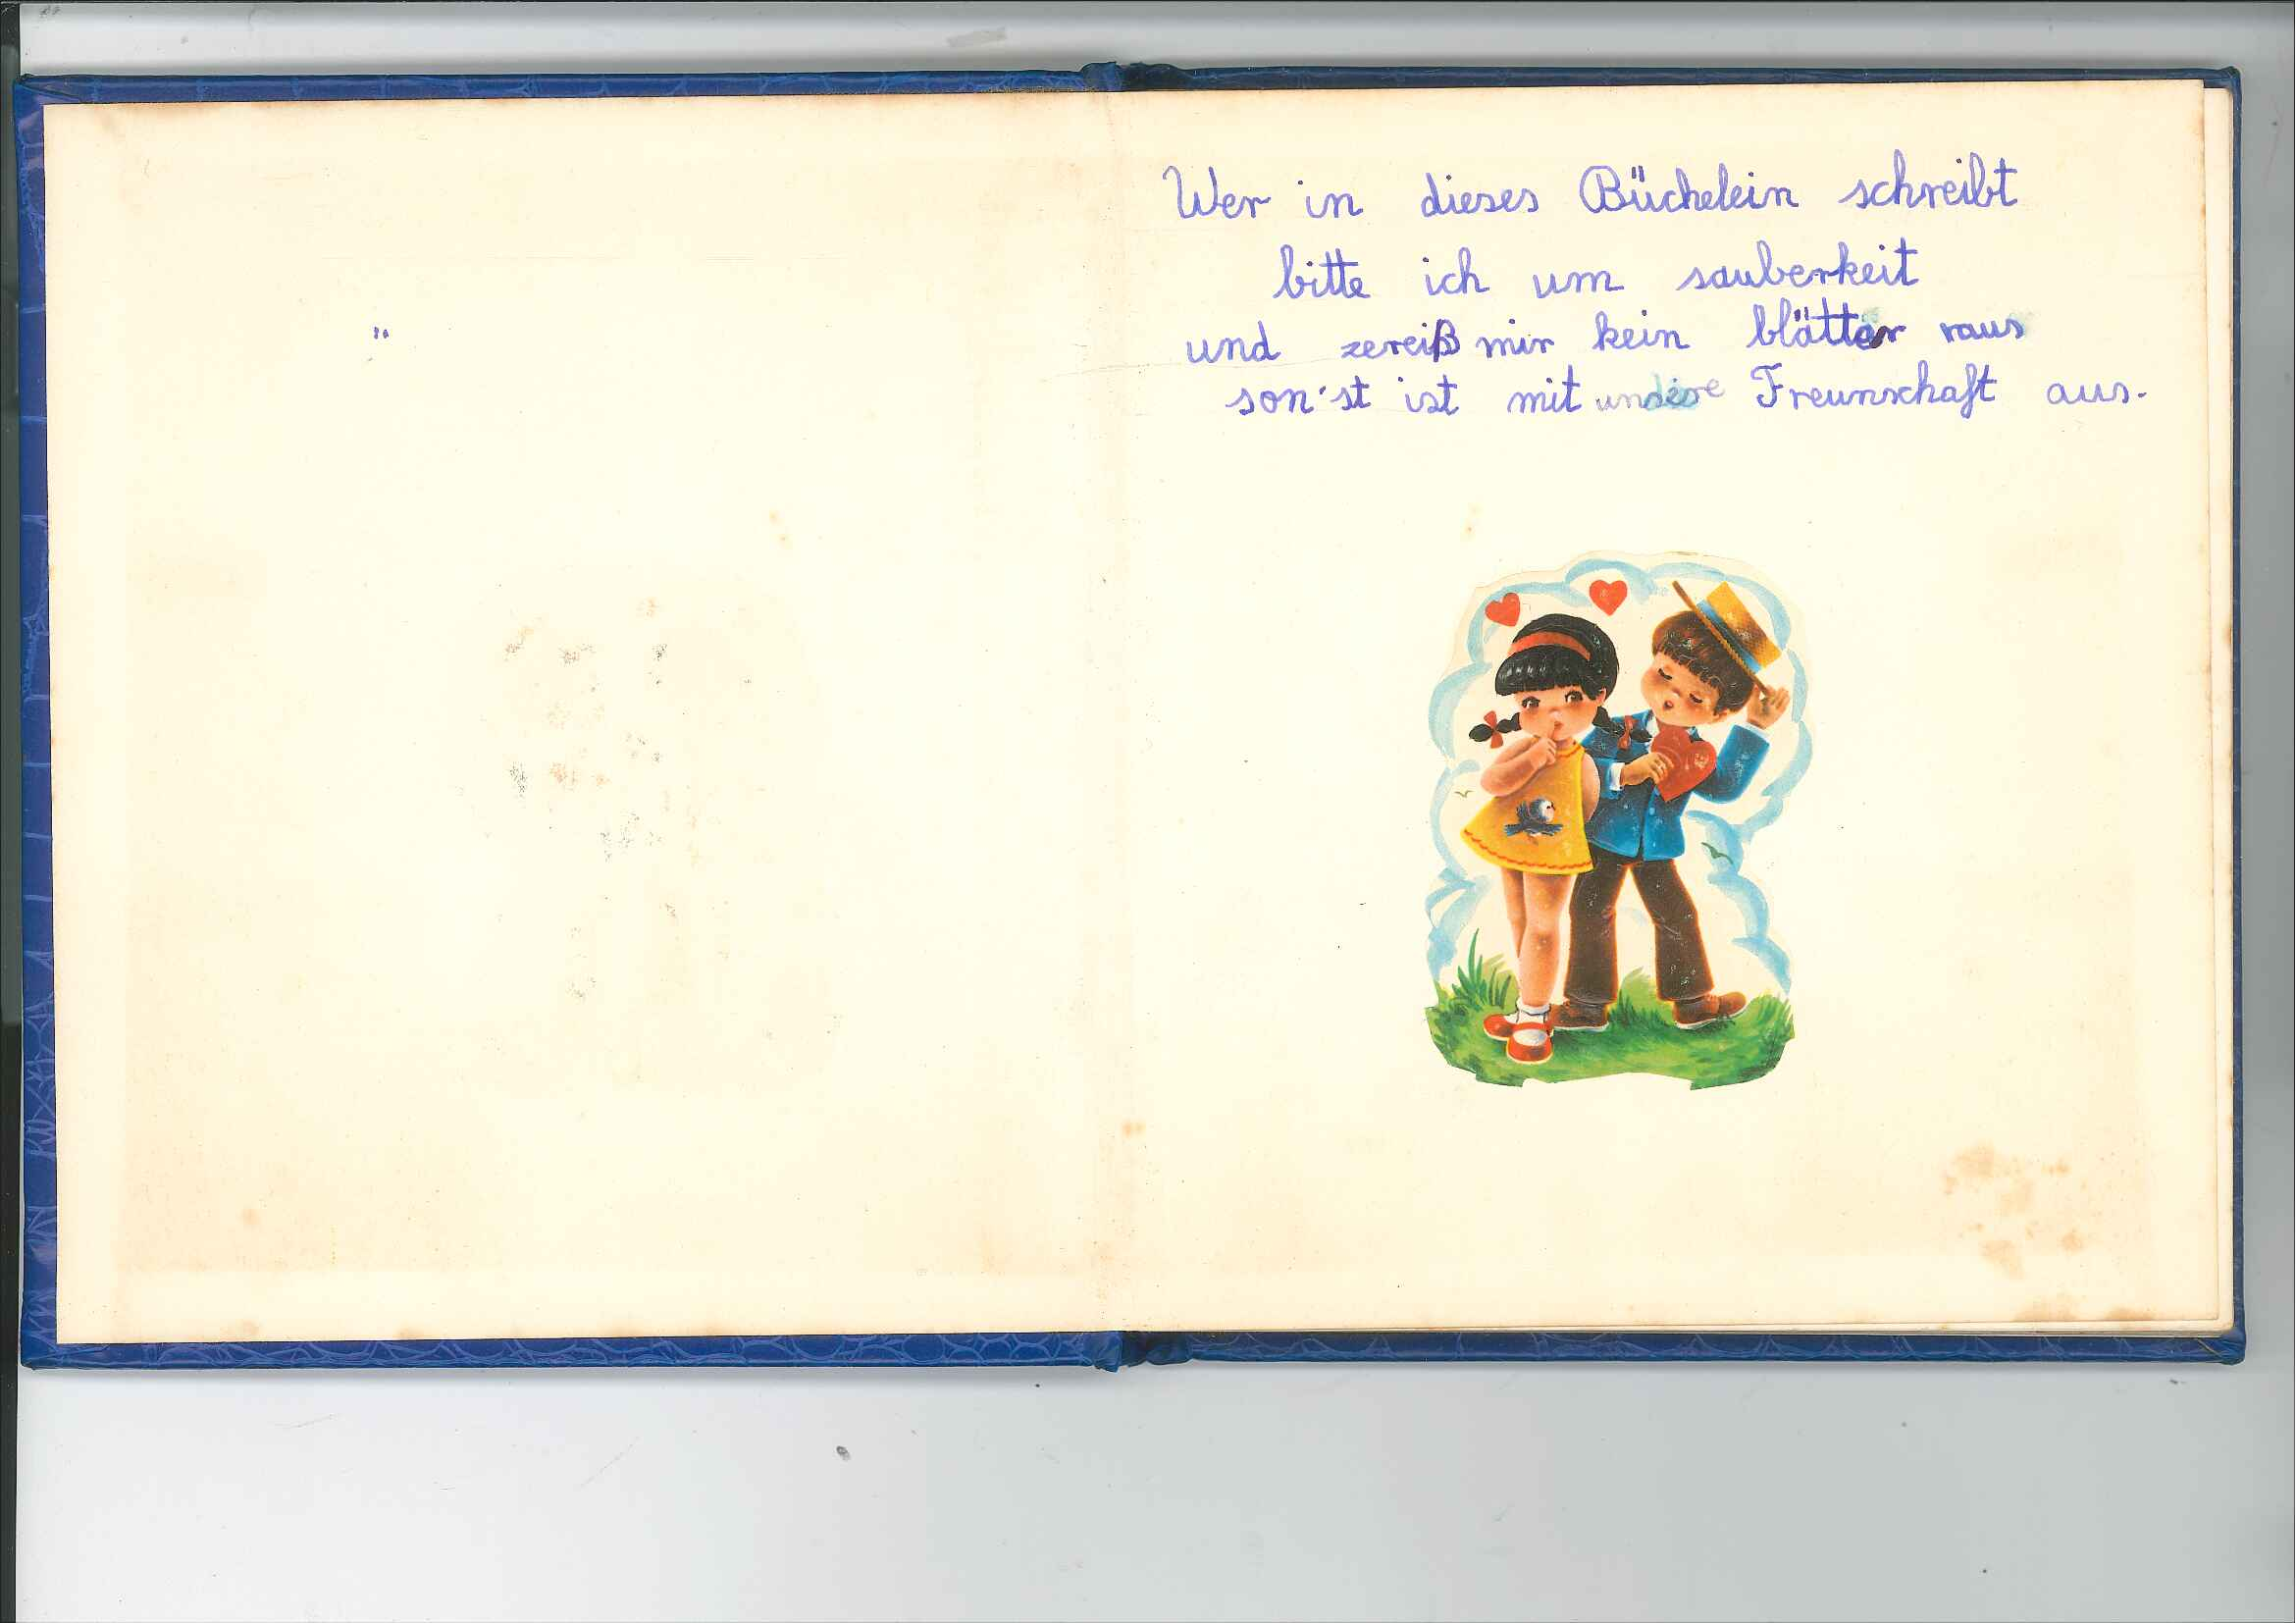 Wer in dieses Büchelein schreibt
bitte ich um sauberkeit
und zereiß mir kein blätter raus
son'st ist mit undsere Freunschaft aus.